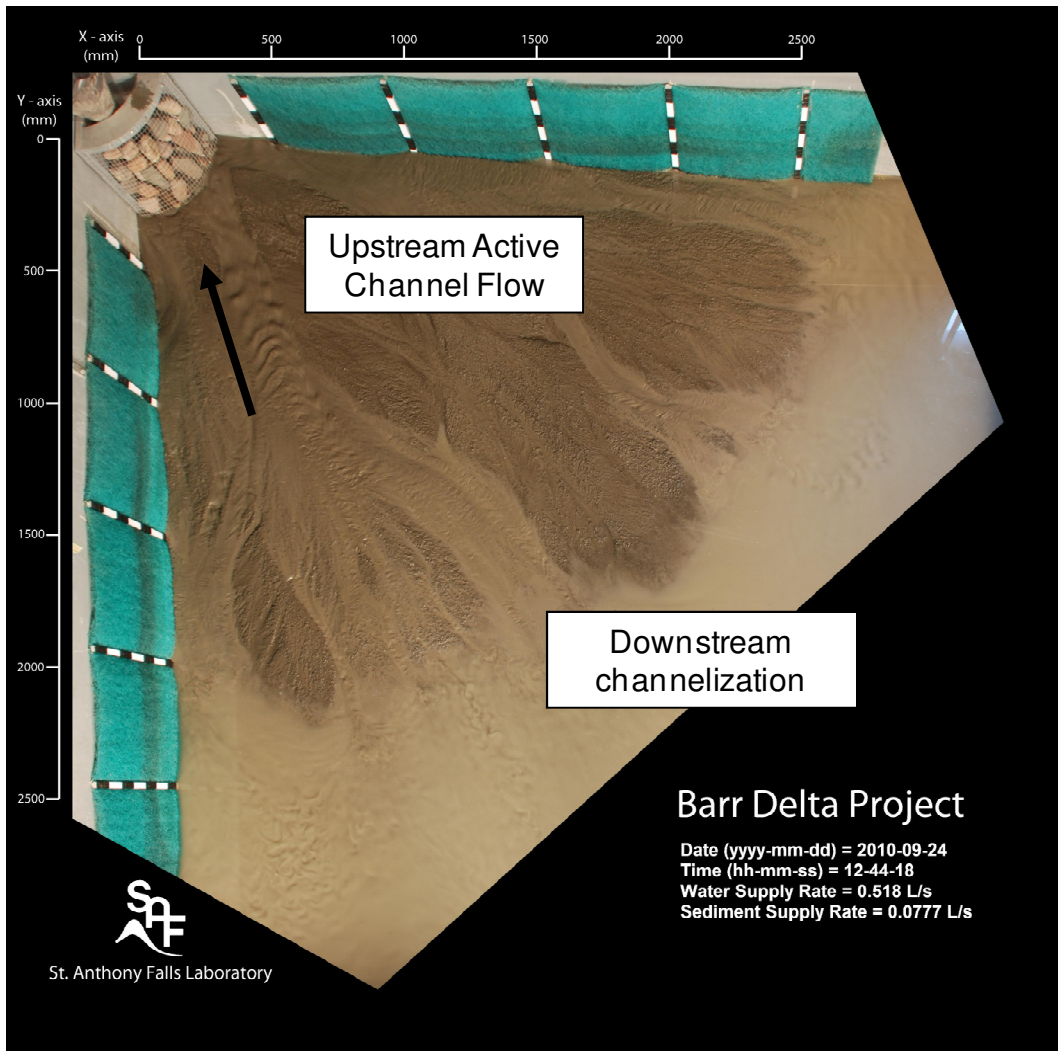 X - axis
(mm)
0 500 1000 1500 2000 2500
Y - axis
(mm)
0
500
1000
1500
2000
2500
Upstream Active
Channel Flow
Downstream
channelization
Barr Delta Project
Date (yyyy-mm-dd) = 2010-09-24
Time (hh-mm-ss) = 12-44-18
Water Supply Rate = 0.518 L/s
Sediment Supply Rate = 0.0777 L/s
SAF
St. Anthony Falls Laboratory